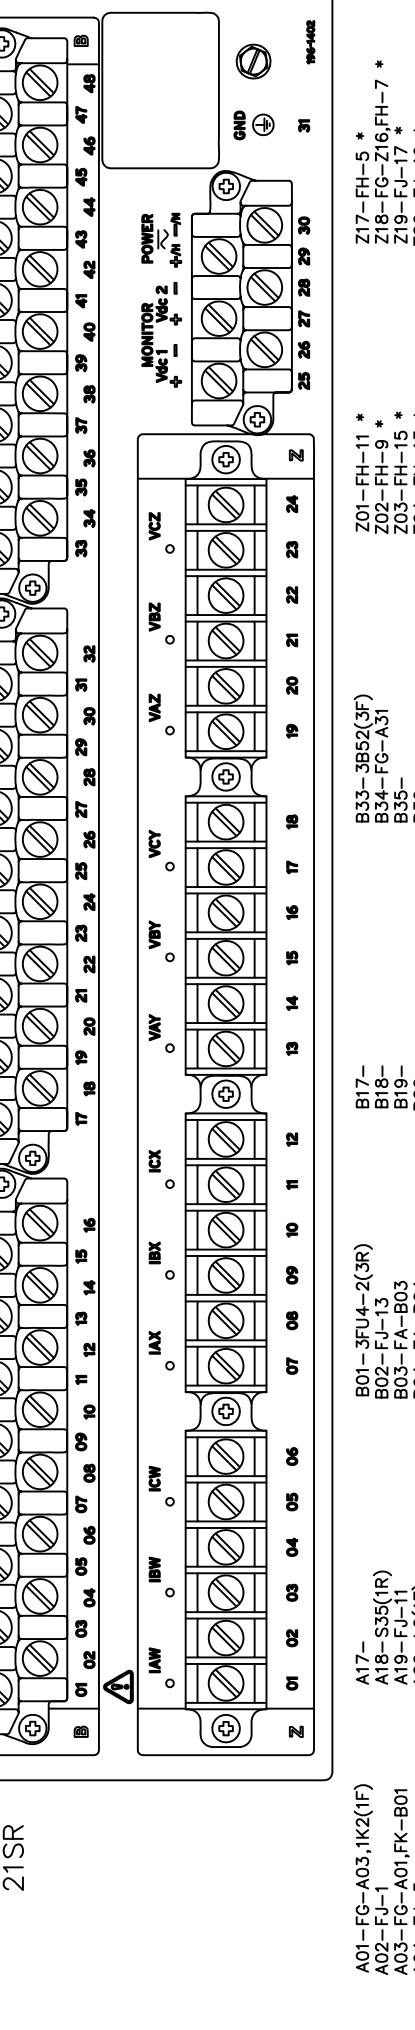 21SR
B 01 02 03 04 05 06 07 08 09 10 11 12 13 14 15 16 17 18 19 20 21 22 23 24 25 26 27 28 29 30 31 32 33 34 35 36 37 38 39 40 41 42 43 44 45 46 47 48 B
IAW IBW ICW IAX IBX ICX VAY VBY VCY VAZ VBZ VCZ
MONITOR POWER
Vdc 1 Vdc 2
+ − + − +/H −/N
GND
Z 01 02 03 04 05 06 07 08 09 10 11 12 13 14 15 16 17 18 19 20 21 22 23 24 Z
25 26 27 28 29 30 31
196-1402
A01−FG−A03,1K2(1F)
A02−FJ−1
A03−FG−A01,FK−B01
A17−
A18−S35(1R)
A19−FJ−11
B01−3FU4−2(3R)
B02−FJ−13
B03−FA−B03
B17−
B18−
B19−
B33−3B52(3F)
B34−FG−A31
B35−
Z01−FH−11 *
Z02−FH−9 *
Z03−FH−15 *
Z17−FH−5 *
Z18−FG−Z16,FH−7 *
Z19−FJ−17 *